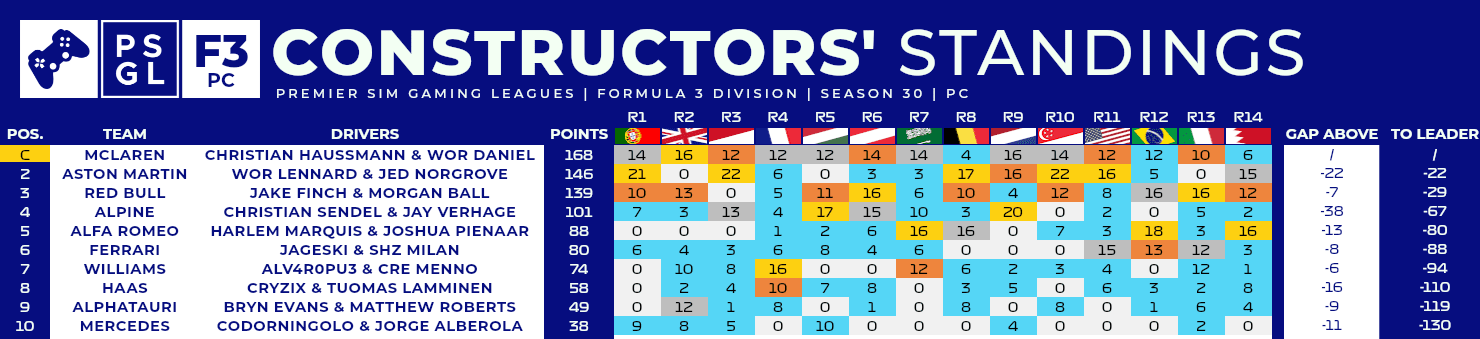 PS
GL
F3
PC
CONSTRUCTORS' STANDINGS
PREMIER SIM GAMING LEAGUES | FORMULA 3 DIVISION | SEASON 30 | PC
R1 R2 R3 R4 R5 R6 R7 R8 R9 R10 R11 R12 R13 R14
POS. TEAM DRIVERS POINTS GAP ABOVE TO LEADER
C MCLAREN CHRISTIAN HAUSSMANN & WOR DANIEL 168 14 16 12 12 12 14 14 4 16 14 12 12 10 6 / /
2 ASTON MARTIN WOR LENNARD & JED NORGROVE 146 21 0 22 6 0 3 3 17 16 22 16 5 0 15 -22 -22
3 RED BULL JAKE FINCH & MORGAN BALL 139 10 13 0 5 11 16 6 10 4 12 8 16 16 12 -7 -29
4 ALPINE CHRISTIAN SENDEL & JAY VERHAGE 101 7 3 13 4 17 15 10 3 20 0 2 0 5 2 -38 -67
5 ALFA ROMEO HARLEM MARQUIS & JOSHUA PIENAAR 88 0 0 0 1 2 6 16 16 0 7 3 18 3 16 -13 -80
6 FERRARI JAGESKI & SHZ MILAN 80 6 4 3 6 8 4 6 0 0 0 15 13 12 3 -8 -88
7 WILLIAMS ALV4R0PU3 & CRE MENNO 74 0 10 8 16 0 0 12 6 2 3 4 0 12 1 -6 -94
8 HAAS CRYZIX & TUOMAS LAMMINEN 58 0 2 4 10 7 8 0 3 5 0 6 3 2 8 -16 -110
9 ALPHATAURI BRYN EVANS & MATTHEW ROBERTS 49 0 12 1 8 0 1 0 8 0 8 0 1 6 4 -9 -119
10 MERCEDES CODORNINGOLO & JORGE ALBEROLA 38 9 8 5 0 10 0 0 0 4 0 0 0 2 0 -11 -130